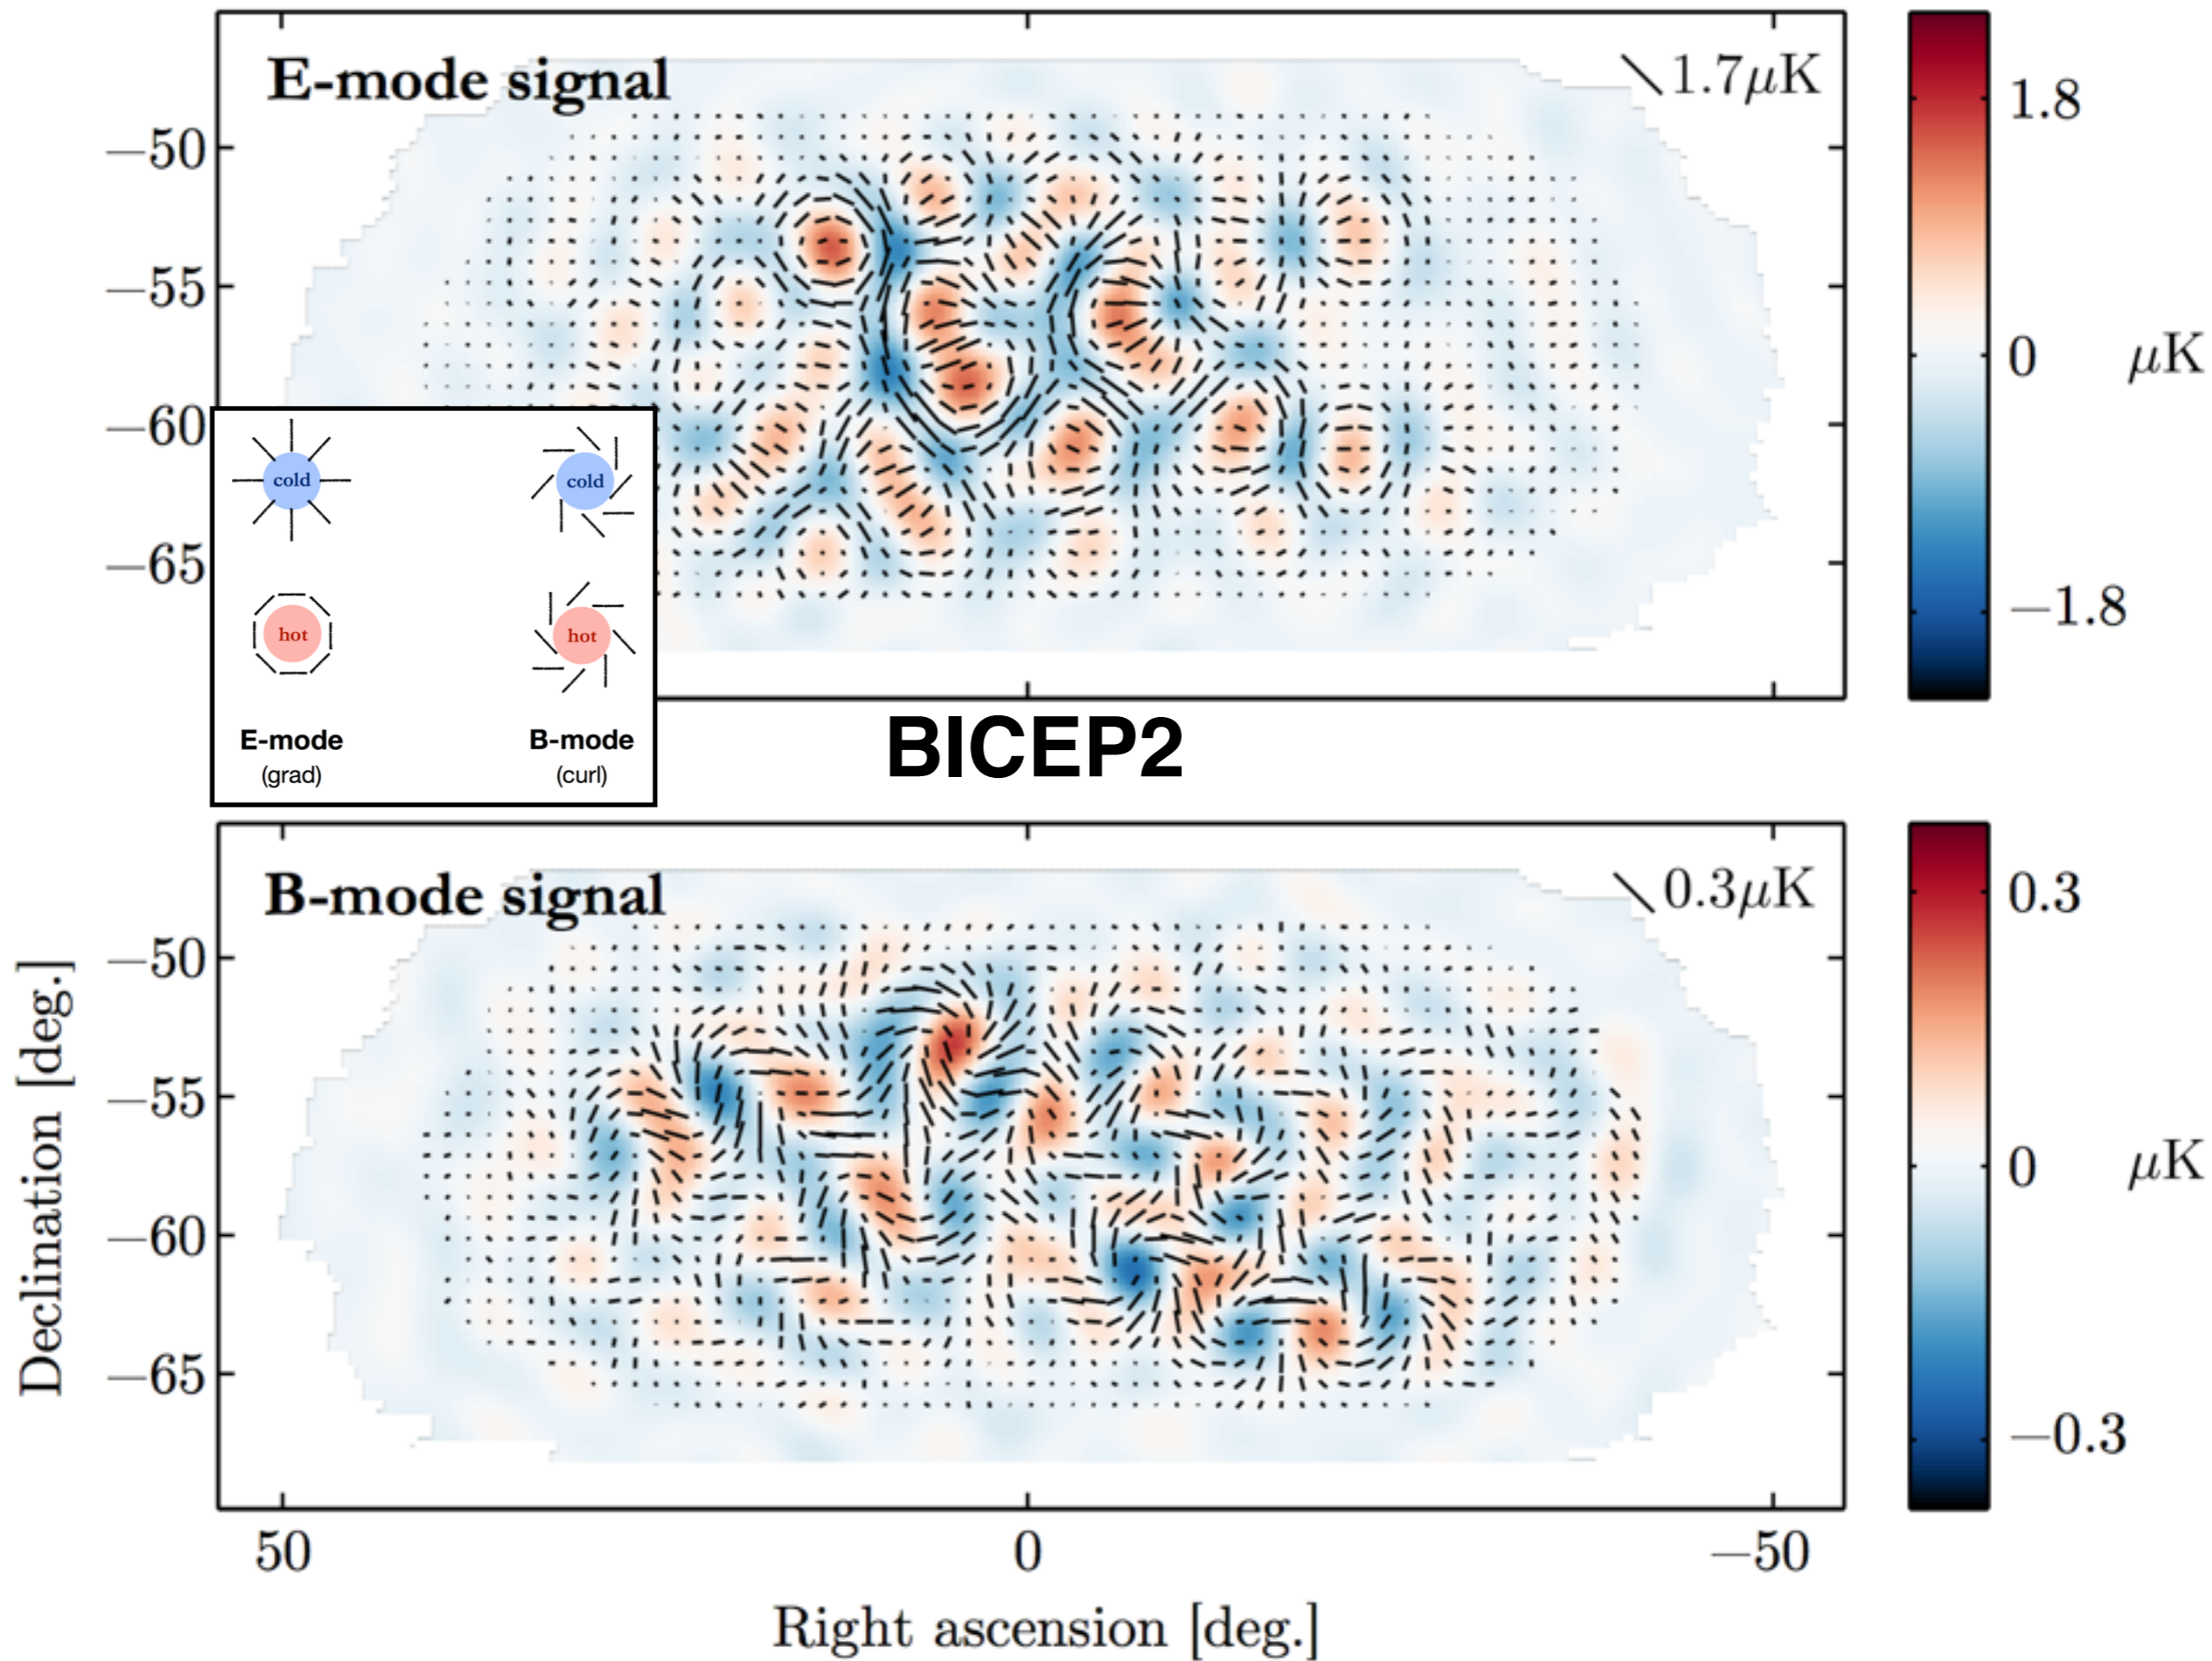 E-mode signal
\1.7μK
−50
−55
−60
−65
1.8
0
−1.8
μK
cold
cold
hot
hot
E-mode
B-mode
(grad)
(curl)
BICEP2
B-mode signal
\0.3μK
−50
−55
−60
−65
Declination [deg.]
0.3
0
−0.3
μK
50
0
−50
Right ascension [deg.]